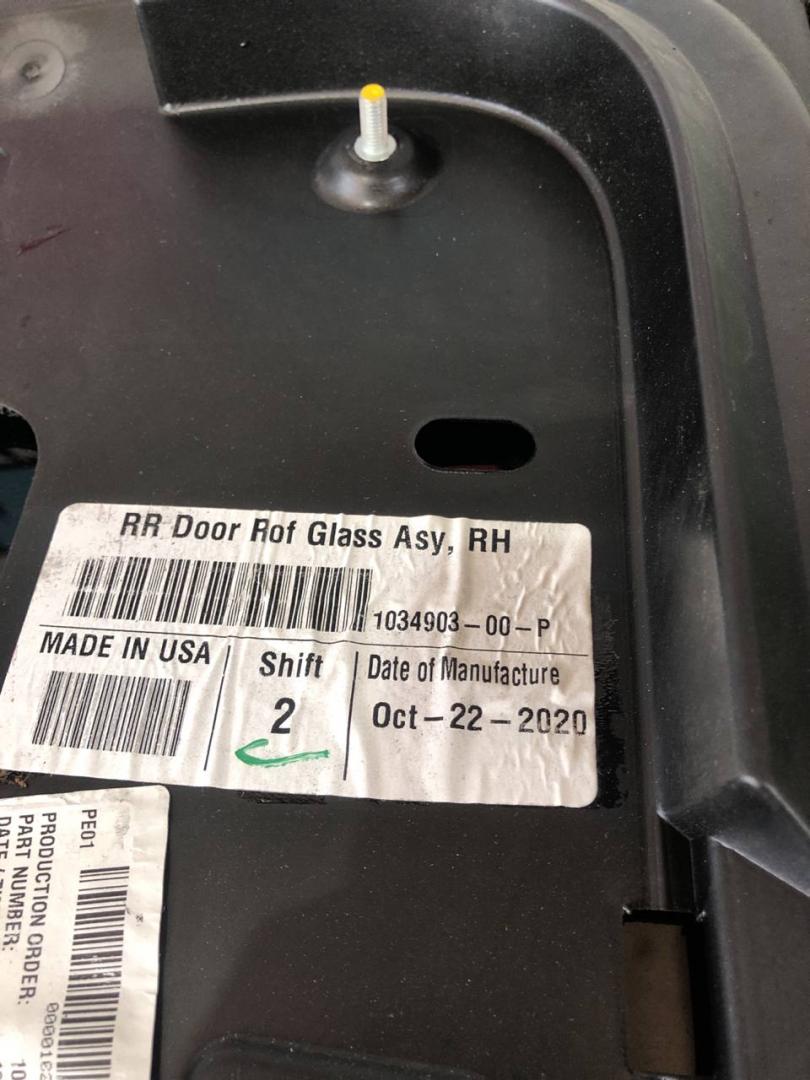 RR Door Rof Glass Asy, RH
1034903-00-P
MADE IN USA
Shift
2
Date of Manufacture
Oct-22-2020
PE01
PRODUCTION ORDER:
PART NUMBER: